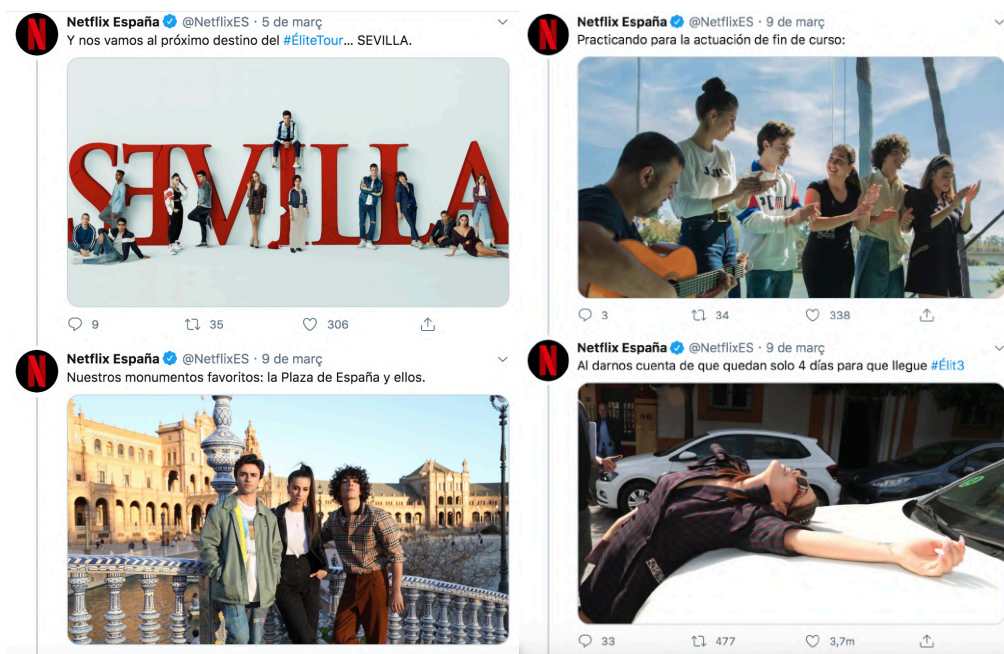 Netflix España @NetflixES · 5 de març
Y nos vamos al próximo destino del #ÉliteTour... SEVILLA.
SEVILLA
9 35 306
Netflix España @NetflixES · 9 de març
Nuestros monumentos favoritos: la Plaza de España y ellos.
Netflix España @NetflixES · 9 de març
Practicando para la actuación de fin de curso:
3 34 338
Netflix España @NetflixES · 9 de març
Al darnos cuenta de que quedan solo 4 días para que llegue #Élit3
33 477 3,7m